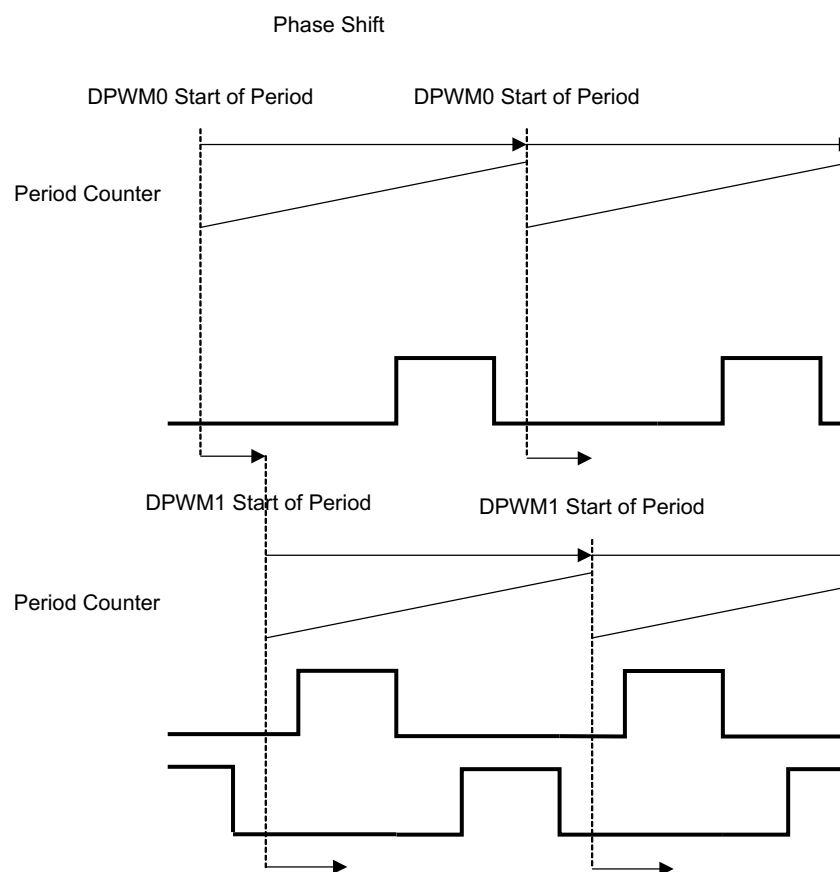 Phase Shift
DPWM0 Start of Period
DPWM0 Start of Period
Period Counter
DPWM1 Start of Period
DPWM1 Start of Period
Period Counter